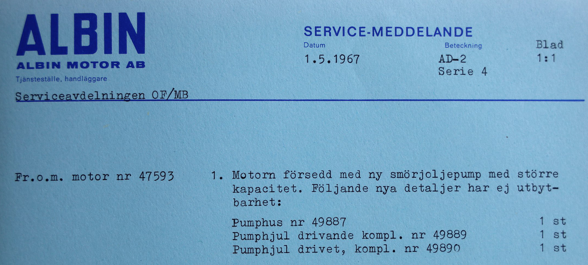 ALBIN
ALBIN MOTOR AB
SERVICE-MEDDELANDE
Datum Beteckning Blad
1.5.1967 AD-2 1:1
Serie 4
Tjänsteställe, handläggare
Serviceavdelningen OF/MB
Fr.o.m. motor nr 47593 1. Motorn försedd med ny smörjoljepump med större
kapacitet. Följande nya detaljer har ej utbyt-
barhet:
Pumphus nr 49887 1 st
Pumphjul drivande kompl. nr 49889 1 st
Pumphjul drivet, kompl. nr 49890 1 st